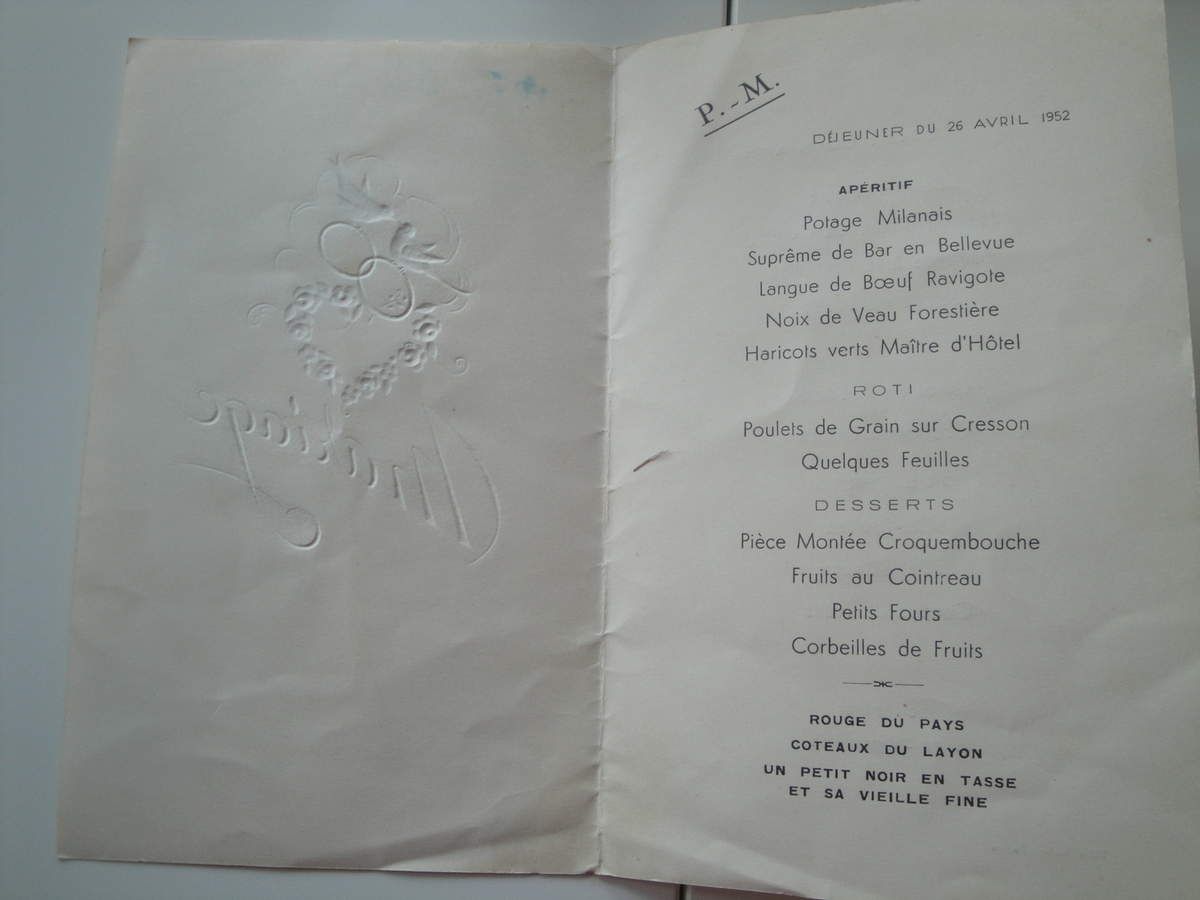 Mariage
P.-M.
DÉJEUNER DU 26 AVRIL 1952
APÉRITIF
Potage Milanais
Suprême de Bar en Bellevue
Langue de Bœuf Ravigote
Noix de Veau Forestière
Haricots verts Maître d'Hôtel
ROTI
Poulets de Grain sur Cresson
Quelques Feuilles
DESSERTS
Pièce Montée Croquembouche
Fruits au Cointreau
Petits Fours
Corbeilles de Fruits
ROUGE DU PAYS
COTEAUX DU LAYON
UN PETIT NOIR EN TASSE
ET SA VIEILLE FINE